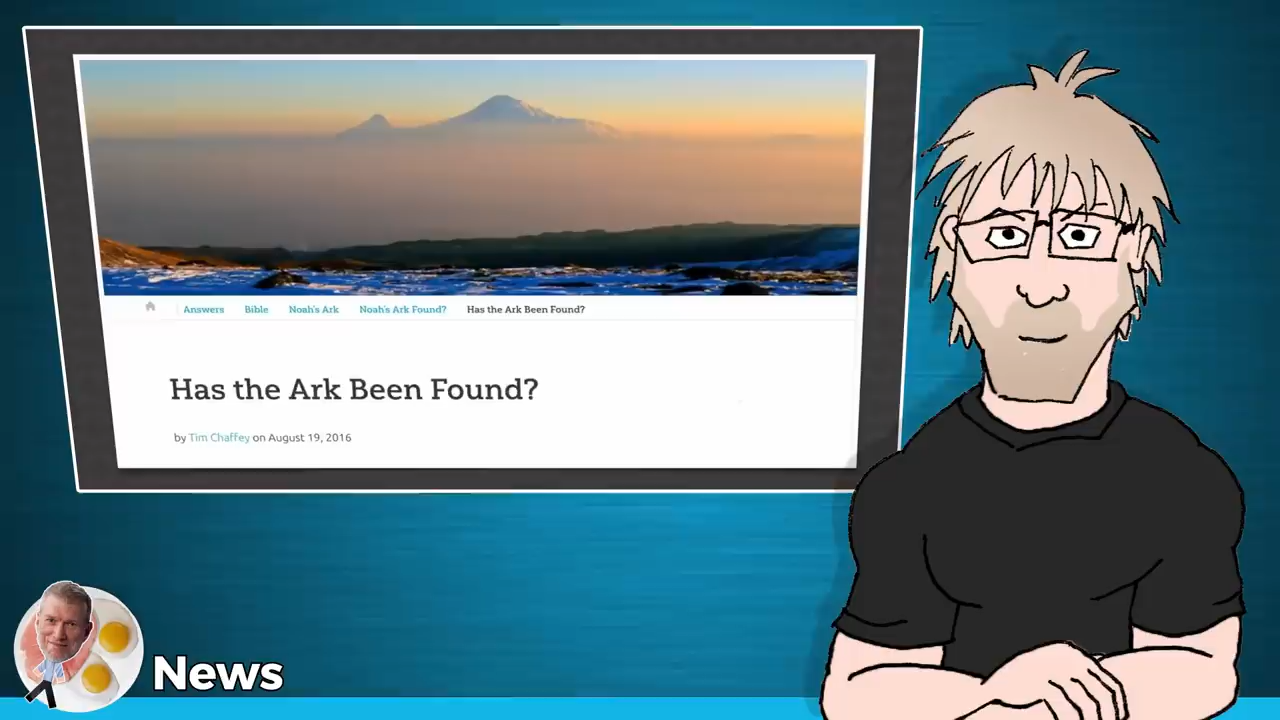 Answers Bible Noah's Ark Noah's Ark Found? Has the Ark Been Found?
Has the Ark Been Found?
by Tim Chaffey on August 19, 2016
News